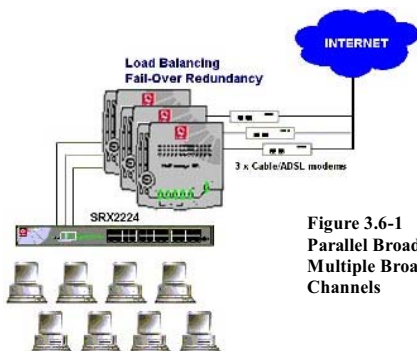 INTERNET
Load Balancing
Fail-Over Redundancy
3 x Cable/ADSL modems
SRX2224
Figure 3.6-1
Parallel Broad
Multiple Broa
Channels